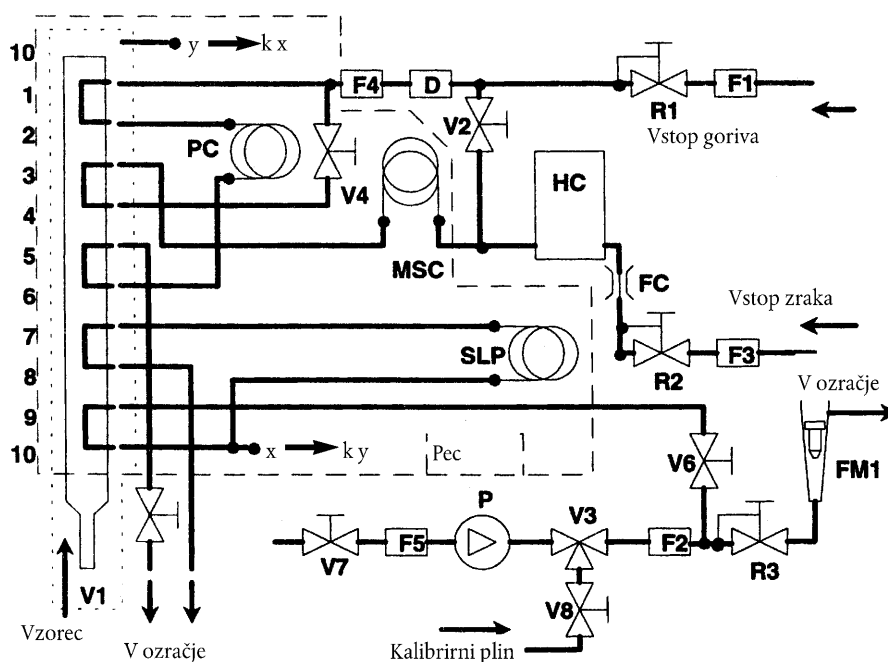 10
y k x
1
F4
D
F1
R1
Vstop goriva
2
PC
V2
V4
HC
3
4
MSC
5
6
FC
Vstop zraka
7
SLP
R2
F3
8
V ozračje
9
10
x k y
Pec
V6
FM1
P
V3
V7
F5
F2
R3
V1
V8
Vzorec
V ozračje
Kalibrirni plin